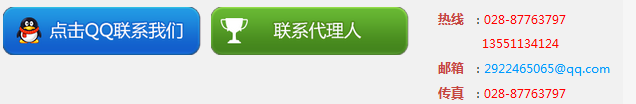 点击QQ联系我们
联系代理人
热线 : 028-87763797
13551134124
邮箱 : 2922465065@qq.com
传真 : 028-87763797